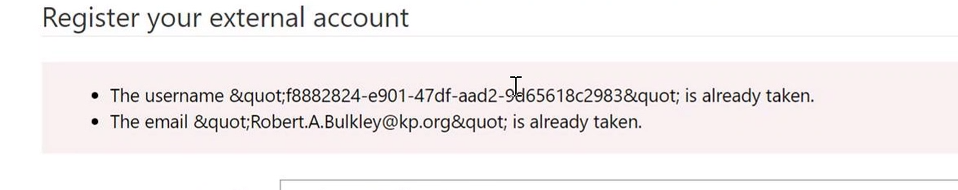 Register your external account
The username &quot;f8882824-e901-47df-aad2-9d65618c2983&quot; is already taken.
The email &quot;Robert.A.Bulkley@kp.org&quot; is already taken.